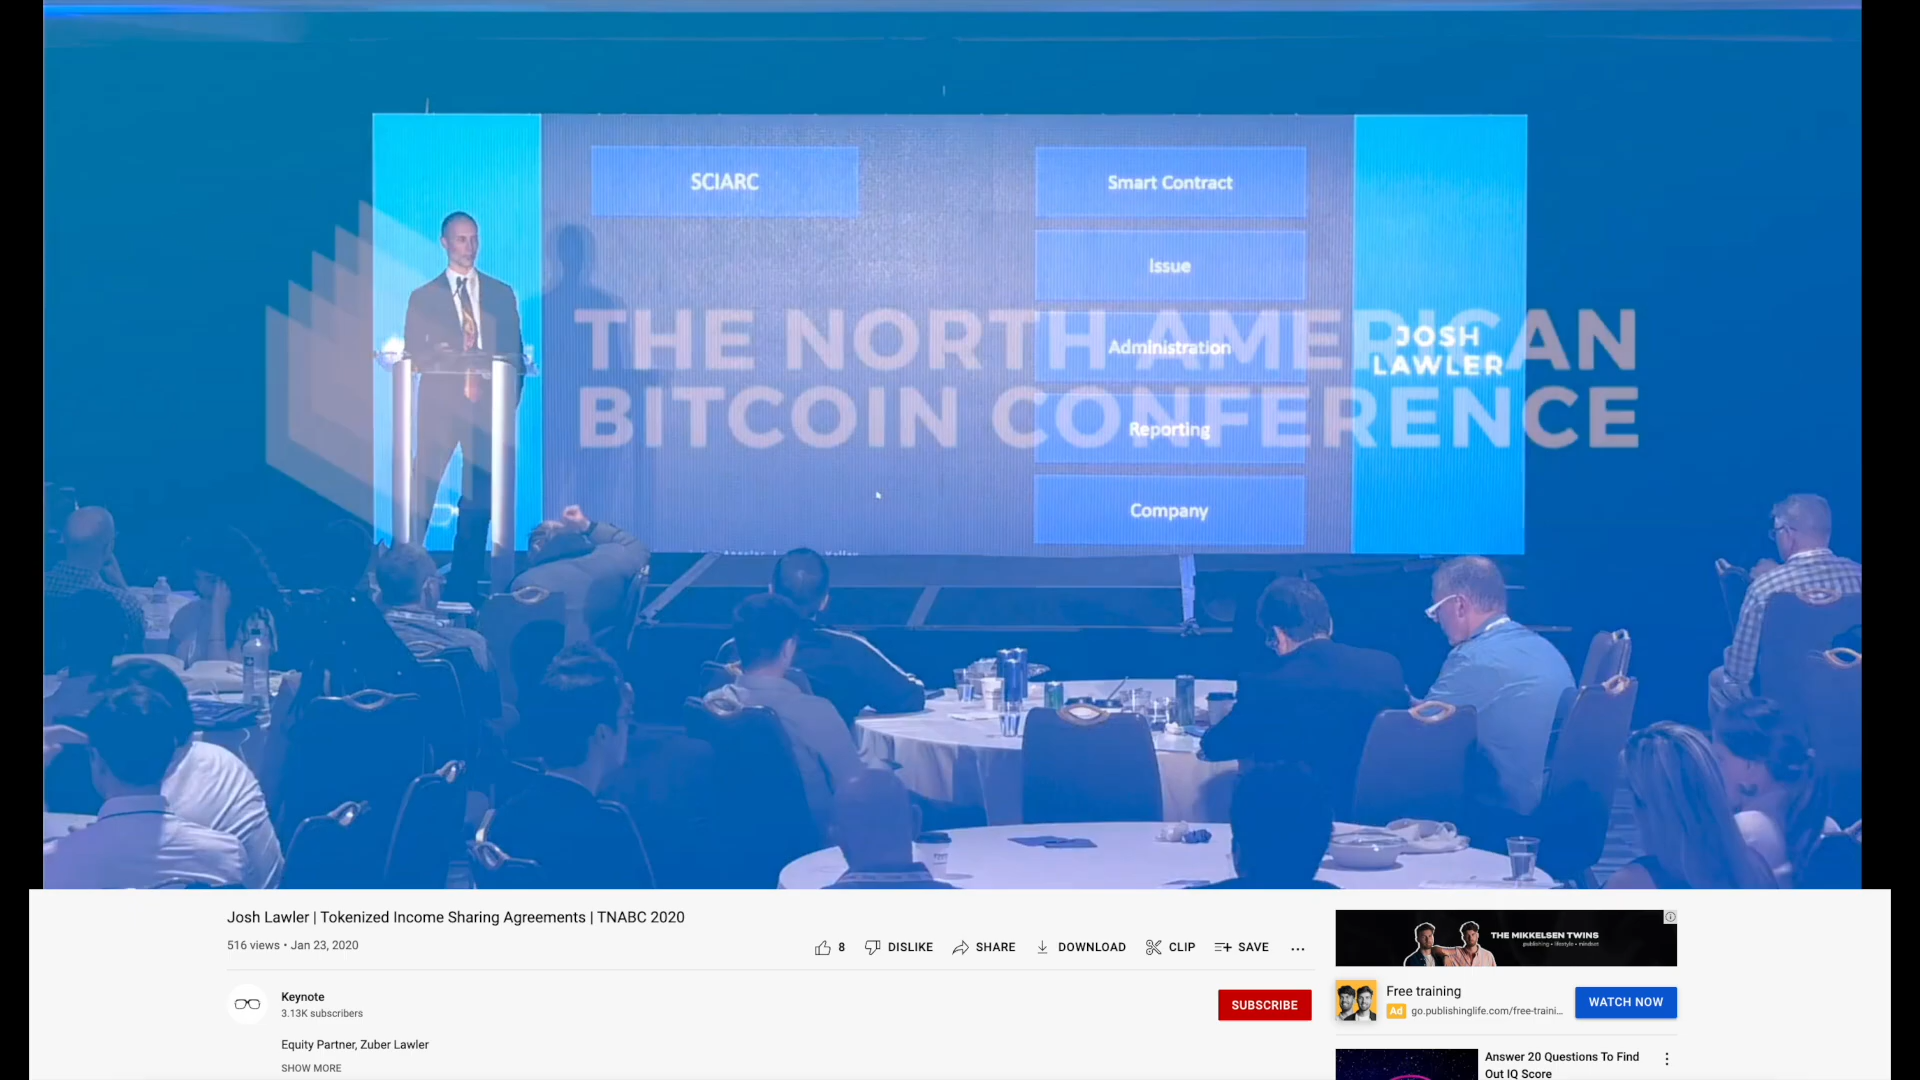 SCIARC
Smart Contract
Issue
Administration
Reporting
Company
JOSH
LAWLER
THE NORTH AMERICAN
BITCOIN CONFERENCE
Josh Lawler | Tokenized Income Sharing Agreements | TNABC 2020
516 views • Jan 23, 2020
8
DISLIKE
SHARE
DOWNLOAD
CLIP
SAVE
Keynote
3.13K subscribers
SUBSCRIBE
Equity Partner, Zuber Lawler
SHOW MORE
THE MIKKELSEN TWINS
publishing • lifestyle • mindset
Free training
Ad go.publishinglife.com/free-traini...
WATCH NOW
Answer 20 Questions To Find
Out IQ Score